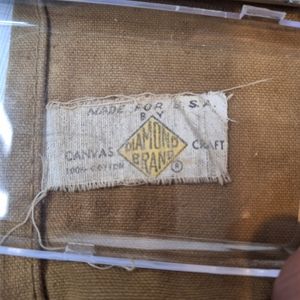 MADE FOR B.S.A.
BY
DIAMOND
CANVAS CRAFT
BRAND
100% COTTON ®